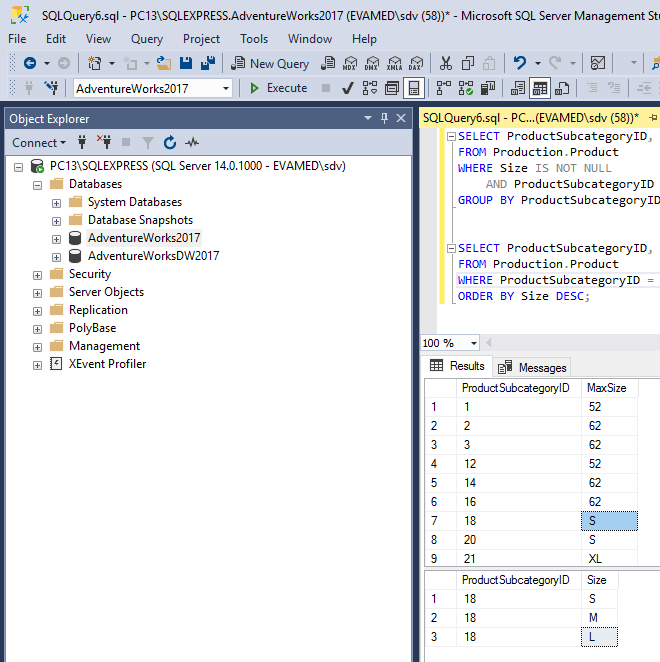 SQLQuery6.sql - PC13\SQLEXPRESS.AdventureWorks2017 (EVAMED\sdv (58))* - Microsoft SQL Server Management Stu
File Edit View Query Project Tools Window Help
New Query MDX DMX XMLA DAX
AdventureWorks2017 Execute
Object Explorer
Connect
PC13\SQLEXPRESS (SQL Server 14.0.1000 - EVAMED\sdv)
Databases
System Databases
Database Snapshots
AdventureWorks2017
AdventureWorksDW2017
Security
Server Objects
Replication
PolyBase
Management
XEvent Profiler
SQLQuery6.sql - PC...(EVAMED\sdv (58))*
SELECT ProductSubcategoryID,
FROM Production.Product
WHERE Size IS NOT NULL
AND ProductSubcategoryID
GROUP BY ProductSubcategoryID
SELECT ProductSubcategoryID,
FROM Production.Product
WHERE ProductSubcategoryID =
ORDER BY Size DESC;
100 %
Results Messages
ProductSubcategoryID MaxSize
1 1 52
2 2 62
3 3 62
4 12 52
5 14 62
6 16 62
7 18 S
8 20 S
9 21 XL
ProductSubcategoryID Size
1 18 S
2 18 M
3 18 L